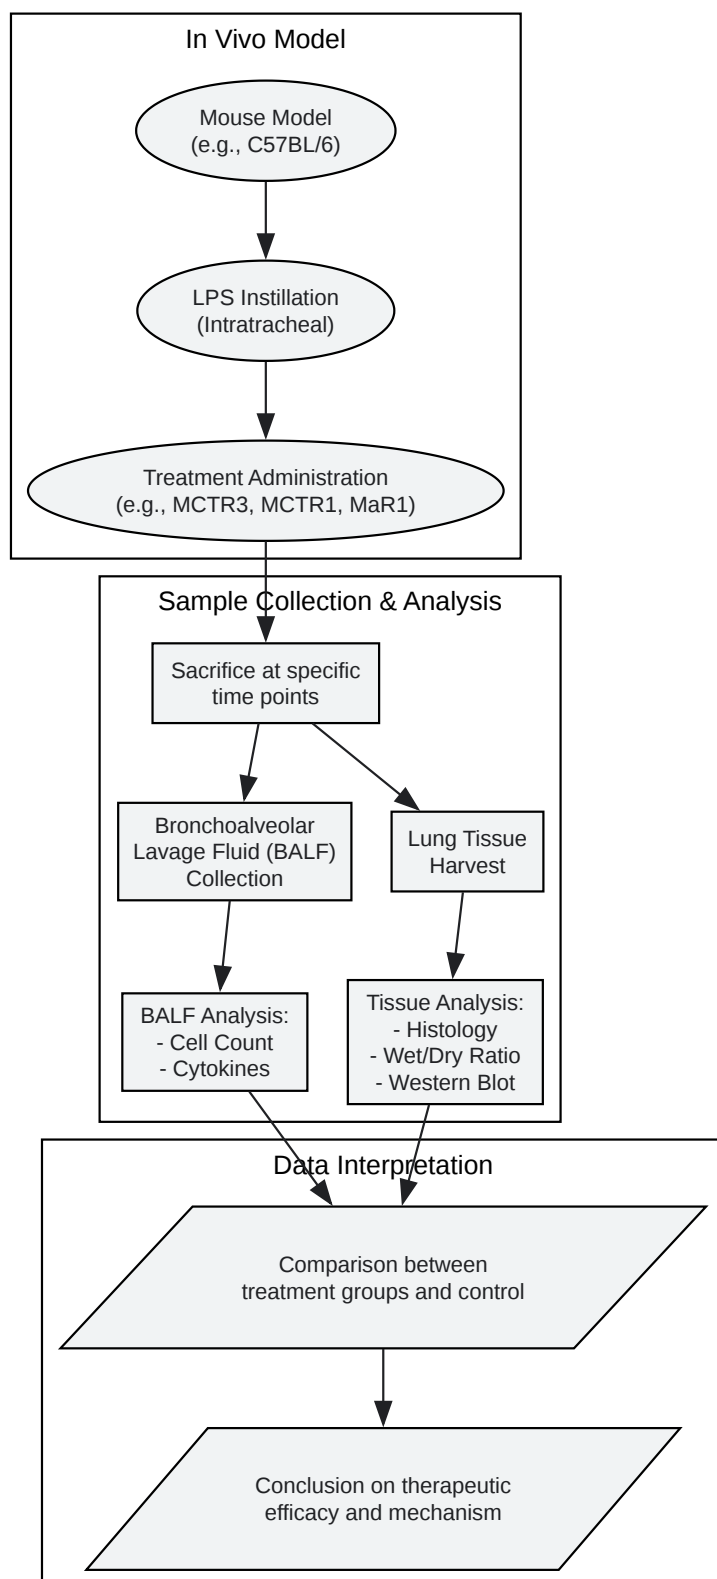 In Vivo Model
Mouse Model
(e.g., C57BL/6)
LPS Instillation
(Intratracheal)
Treatment Administration
(e.g., MCTR3, MCTR1, MaR1)
Sample Collection & Analysis
Sacrifice at specific
time points
Bronchoalveolar
Lavage Fluid (BALF)
Collection
Lung Tissue
Harvest
BALF Analysis:
- Cell Count
- Cytokines
Tissue Analysis:
- Histology
- Wet/Dry Ratio
- Western Blot
Data Interpretation
Comparison between
treatment groups and control
Conclusion on therapeutic
efficacy and mechanism